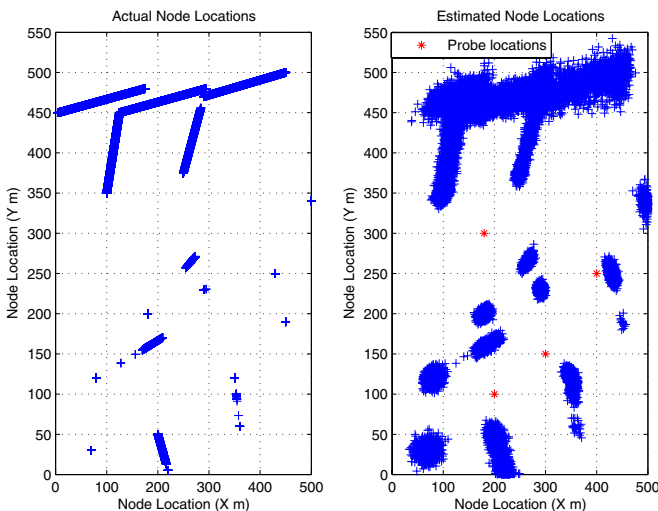 Actual Node Locations
550
500
450
400
350
300
250
200
150
100
50
0
0 100 200 300 400 500
Node Location (Y m)
Node Location (X m)
Estimated Node Locations
Probe locations
550
500
450
400
350
300
250
200
150
100
50
0
0 100 200 300 400 500
Node Location (Y m)
Node Location (X m)